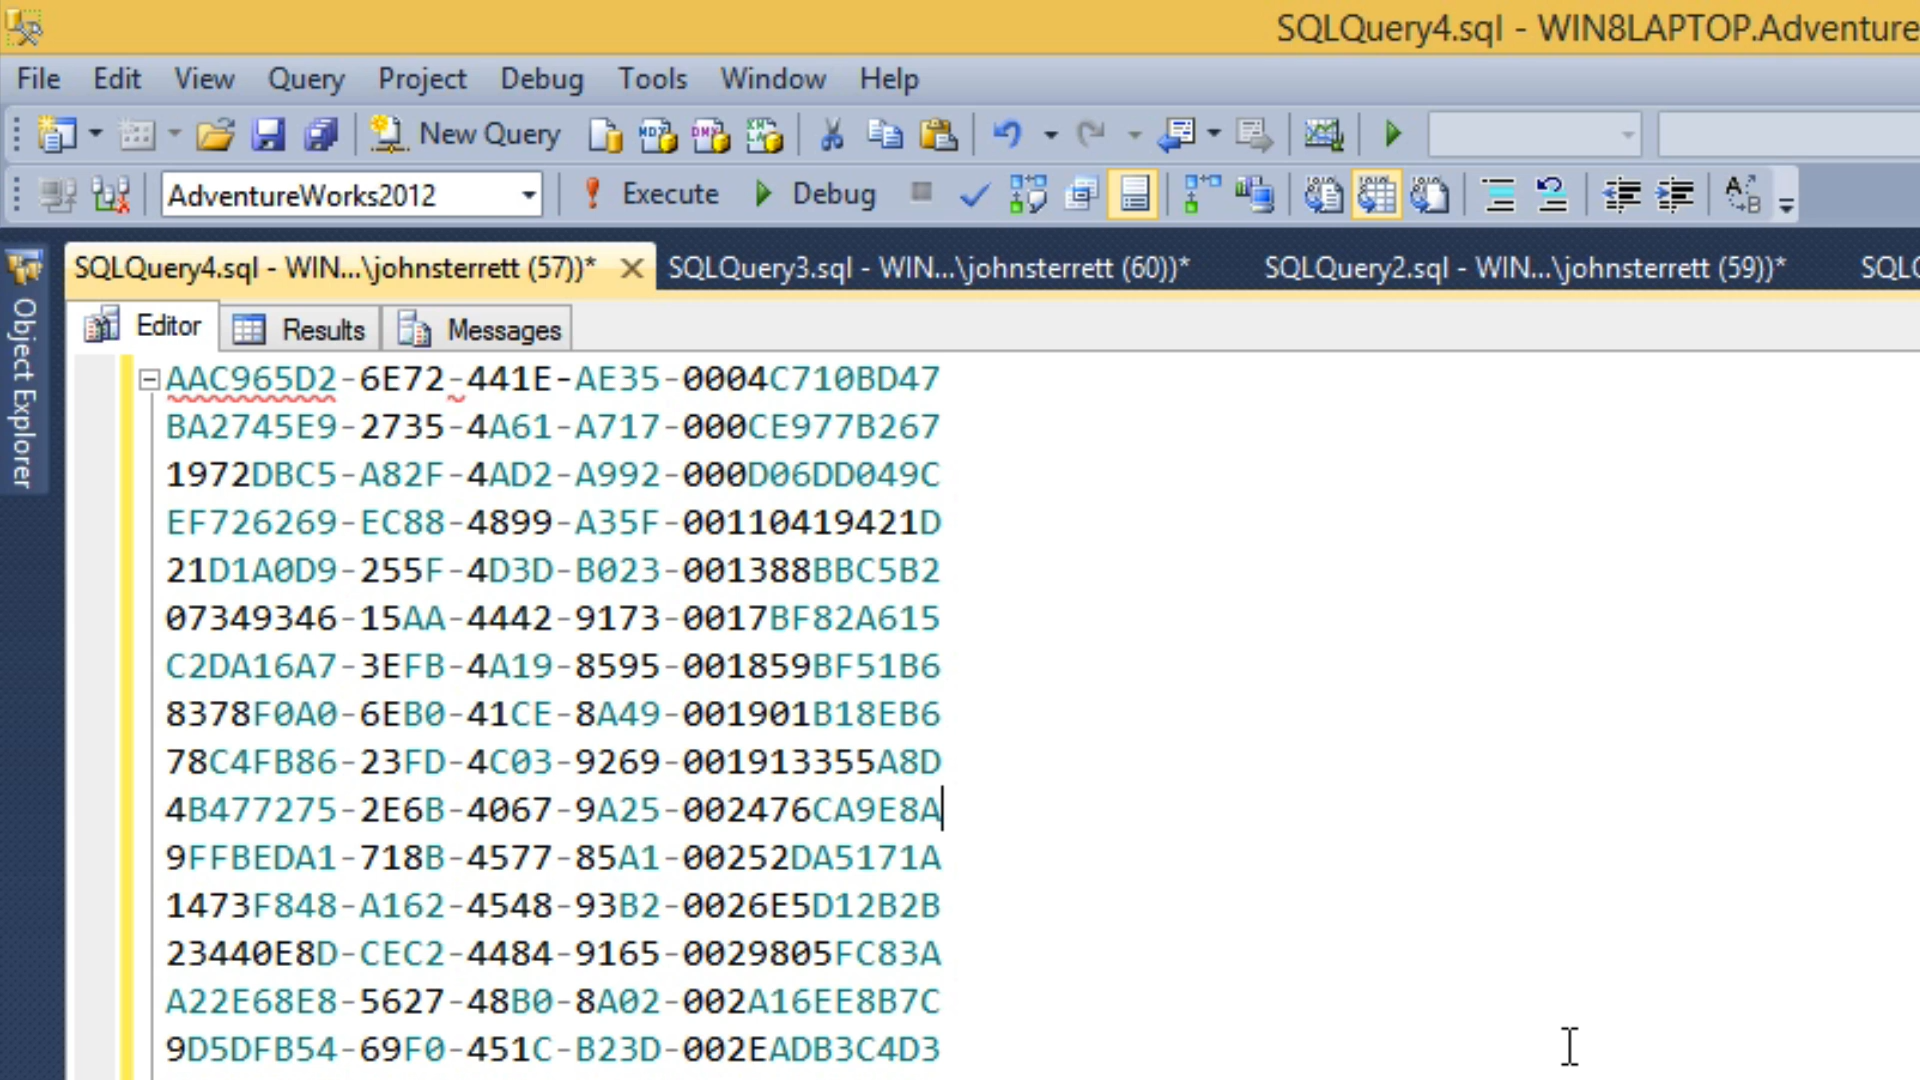 SQLQuery4.sql - WIN8LAPTOP.Adventure
File Edit View Query Project Debug Tools Window Help
New Query
AdventureWorks2012 Execute Debug
SQLQuery4.sql - WIN...\johnsterrett (57))* SQLQuery3.sql - WIN...\johnsterrett (60))* SQLQuery2.sql - WIN...\johnsterrett (59))* SQL
Object Explorer
Editor Results Messages
AAC965D2-6E72-441E-AE35-0004C710BD47
BA2745E9-2735-4A61-A717-000CE977B267
1972DBC5-A82F-4AD2-A992-000D06DD049C
EF726269-EC88-4899-A35F-00110419421D
21D1A0D9-255F-4D3D-B023-001388BBC5B2
07349346-15AA-4442-9173-0017BF82A615
C2DA16A7-3EFB-4A19-8595-001859BF51B6
8378F0A0-6EB0-41CE-8A49-001901B18EB6
78C4FB86-23FD-4C03-9269-001913355A8D
4B477275-2E6B-4067-9A25-002476CA9E8A
9FFBEDA1-718B-4577-85A1-00252DA5171A
1473F848-A162-4548-93B2-0026E5D12B2B
23440E8D-CEC2-4484-9165-0029805FC83A
A22E68E8-5627-48B0-8A02-002A16EE8B7C
9D5DFB54-69F0-451C-B23D-002EADB3C4D3